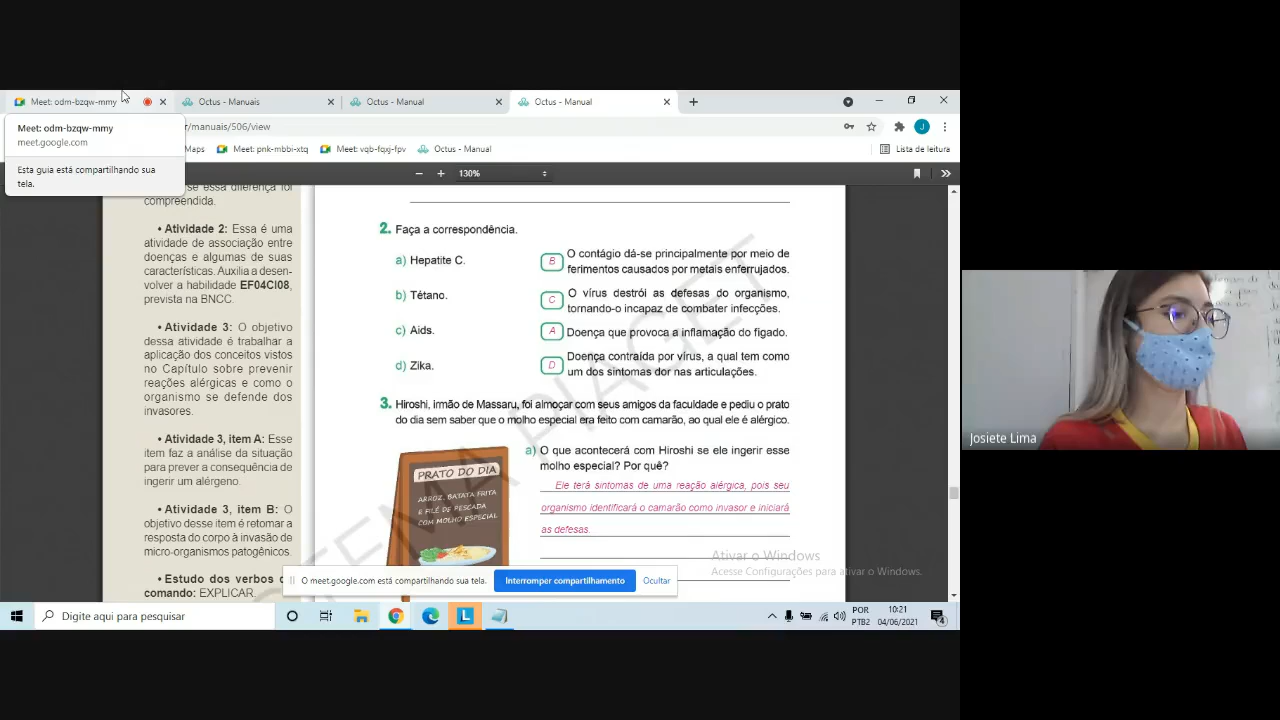 Meet: odm-bzqw-mmy
Octus - Manuais
Octus - Manual
Octus - Manual
Meet: odm-bzqw-mmy
meet.google.com
Esta guia está compartilhando sua
tela.
r/manuais/506/view
Maps
Meet: pnk-mbbi-xtq
Meet: vqb-fqxj-fpv
Octus - Manual
Lista de leitura
130%
se essa diferença foi
compreendida.
• Atividade 2: Essa é uma
atividade de associação entre
doenças e algumas de suas
características. Auxilia a desen-
volver a habilidade EF04CI08,
prevista na BNCC.
• Atividade 3: O objetivo
dessa atividade é trabalhar a
aplicação dos conceitos vistos
no Capítulo sobre prevenir
reações alérgicas e como o
organismo se defende dos
invasores.
• Atividade 3, item A: Esse
item faz a análise da situação
para prever a consequência de
ingerir um alérgeno.
• Atividade 3, item B: O
objetivo desse item é retomar a
resposta do corpo à invasão de
micro-organismos patogênicos.
• Estudo dos verbos d
comando: EXPLICAR.
2. Faça a correspondência.
a) Hepatite C.
b) Tétano.
c) Aids.
d) Zika.
B O contágio dá-se principalmente por meio de
ferimentos causados por metais enferrujados.
C O vírus destrói as defesas do organismo,
tornando-o incapaz de combater infecções.
A Doença que provoca a inflamação do fígado.
D Doença contraída por vírus, a qual tem como
um dos sintomas dor nas articulações.
3. Hiroshi, irmão de Massaru, foi almoçar com seus amigos da faculdade e pediu o prato
do dia sem saber que o molho especial era feito com camarão, ao qual ele é alérgico.
PRATO DO DIA
ARROZ, BATATA FRITA
E FILÉ DE PESCADA
COM MOLHO ESPECIAL
a) O que acontecerá com Hiroshi se ele ingerir esse
molho especial? Por quê?
Ele terá sintomas de uma reação alérgica, pois seu
organismo identificará o camarão como invasor e iniciará
as defesas.
SISTEMA PIAGET
Ativar o Windows
Acesse Configurações para ativar o Windows.
O meet.google.com está compartilhando sua tela.
Interromper compartilhamento
Ocultar
Digite aqui para pesquisar
POR
PTB2
10:21
04/06/2021
4
Josiete Lima